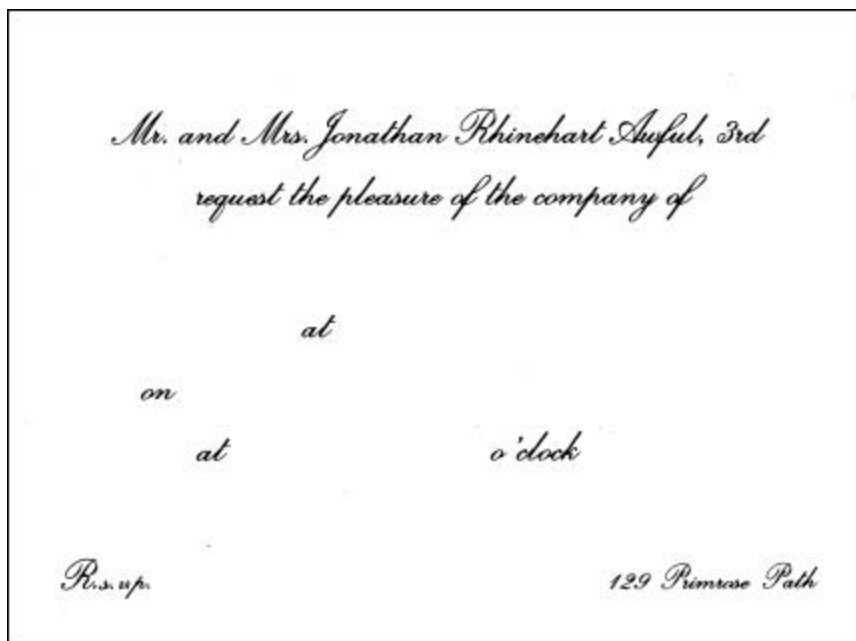 Mr. and Mrs. Jonathan Rhinehart Awful, 3rd
request the pleasure of the company of
at
on
at o'clock
R.s.v.p. 129 Primrose Path